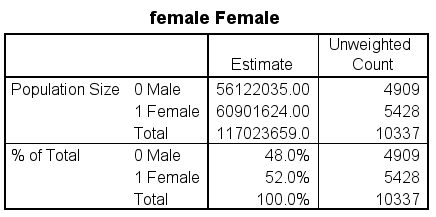 female Female
Estimate Unweighted Count
Population Size 0 Male 56122035.00 4909
1 Female 60901624.00 5428
Total 117023659.0 10337
% of Total 0 Male 48.0% 4909
1 Female 52.0% 5428
Total 100.0% 10337